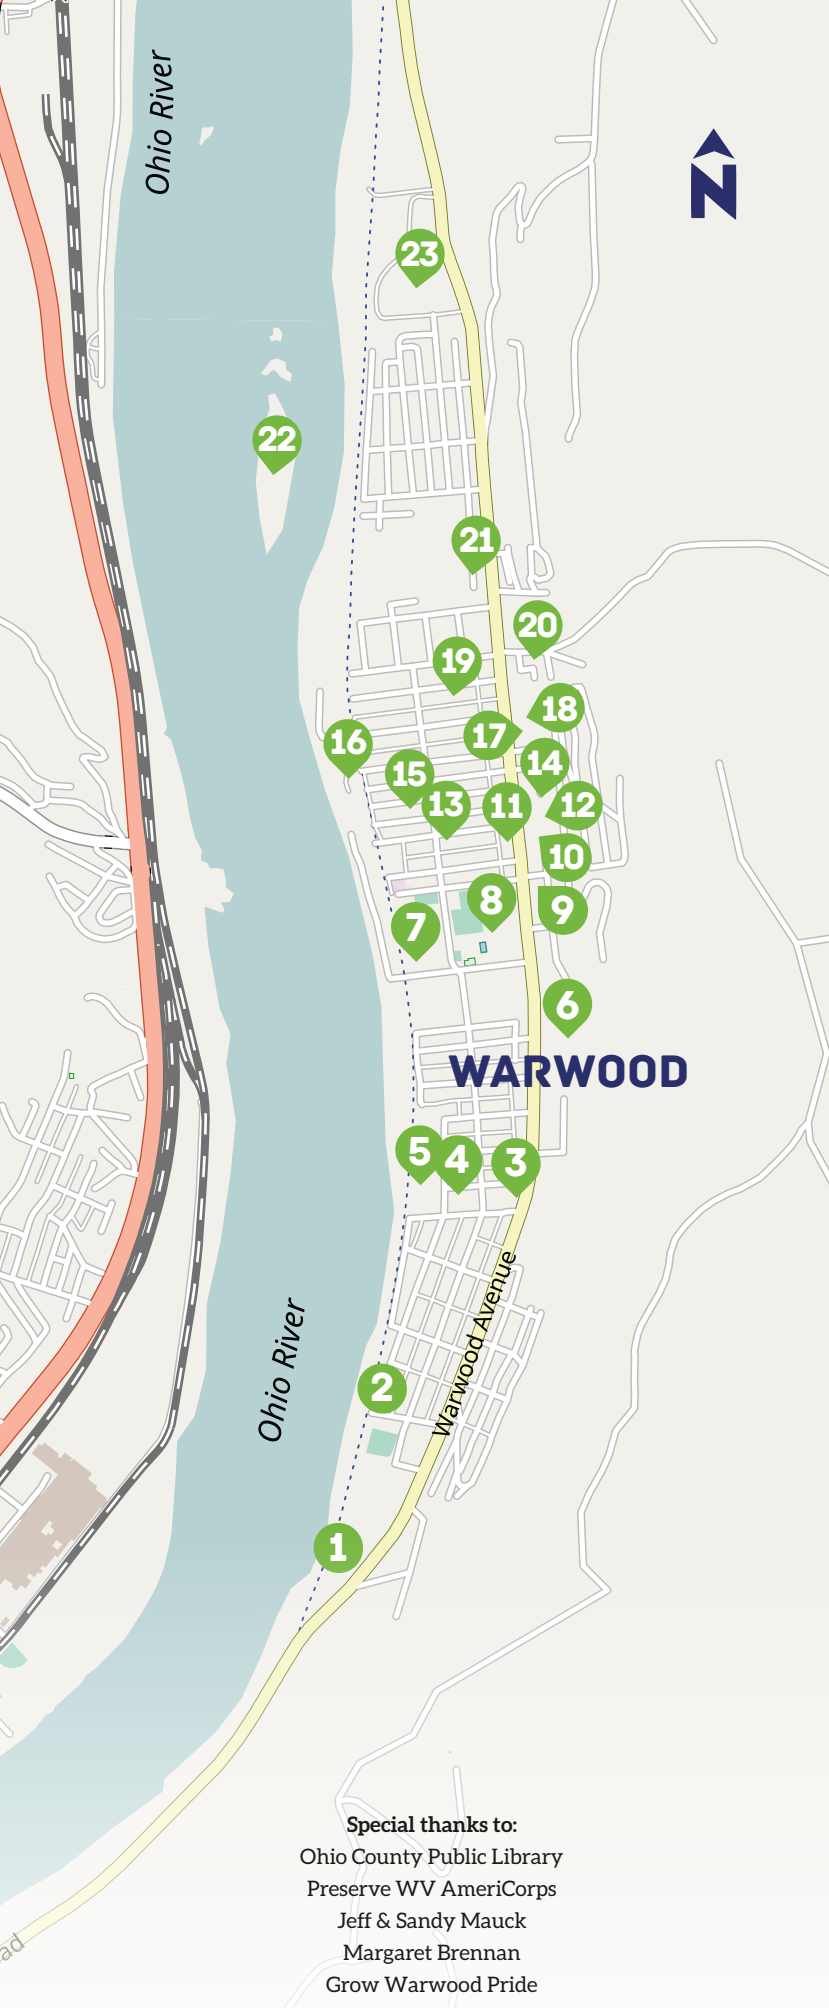 Ohio River
N
23
22
21
20
19
18
17
16
14
15
13
11
12
10
8
9
7
6
WARWOOD
5
4
3
Warwood Avenue
Ohio River
2
1
Special thanks to:
Ohio County Public Library
Preserve WV AmeriCorps
Jeff & Sandy Mauck
Margaret Brennan
Grow Warwood Pride
ad